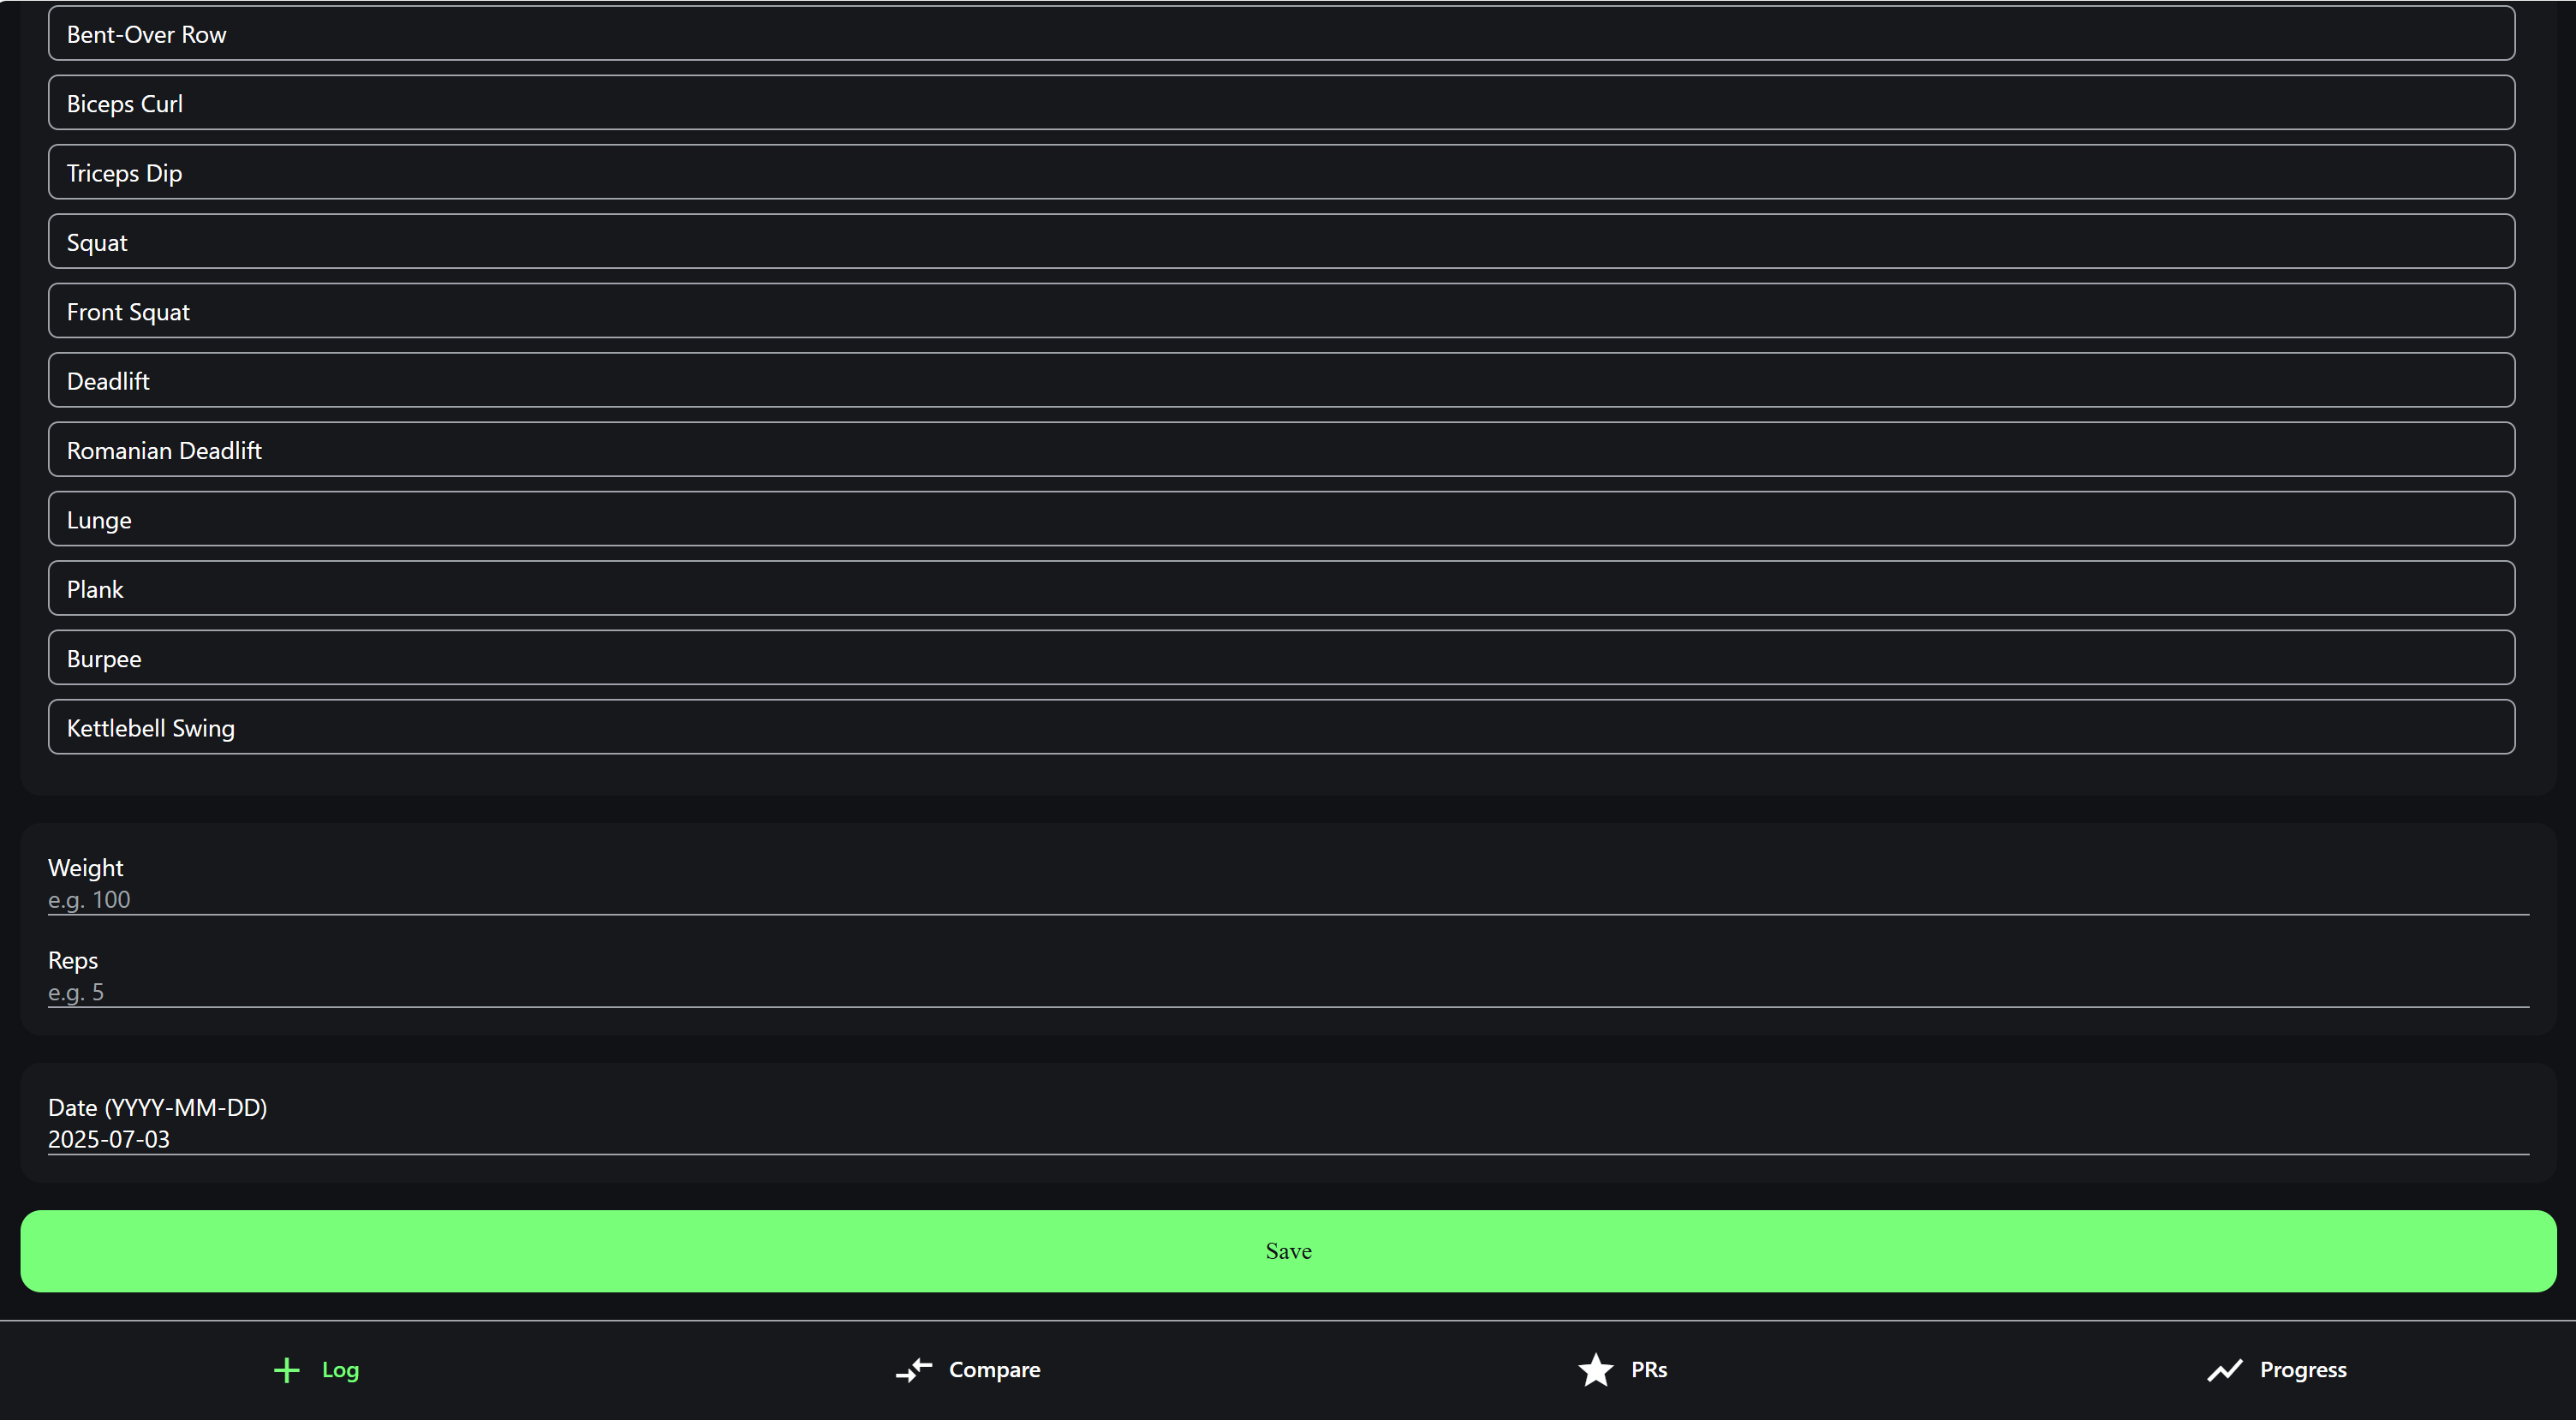 Bent-Over Row
Biceps Curl
Triceps Dip
Squat
Front Squat
Deadlift
Romanian Deadlift
Lunge
Plank
Burpee
Kettlebell Swing
Weight
e.g. 100
Reps
e.g. 5
Date (YYYY-MM-DD)
2025-07-03
Save
Log Compare PRs Progress